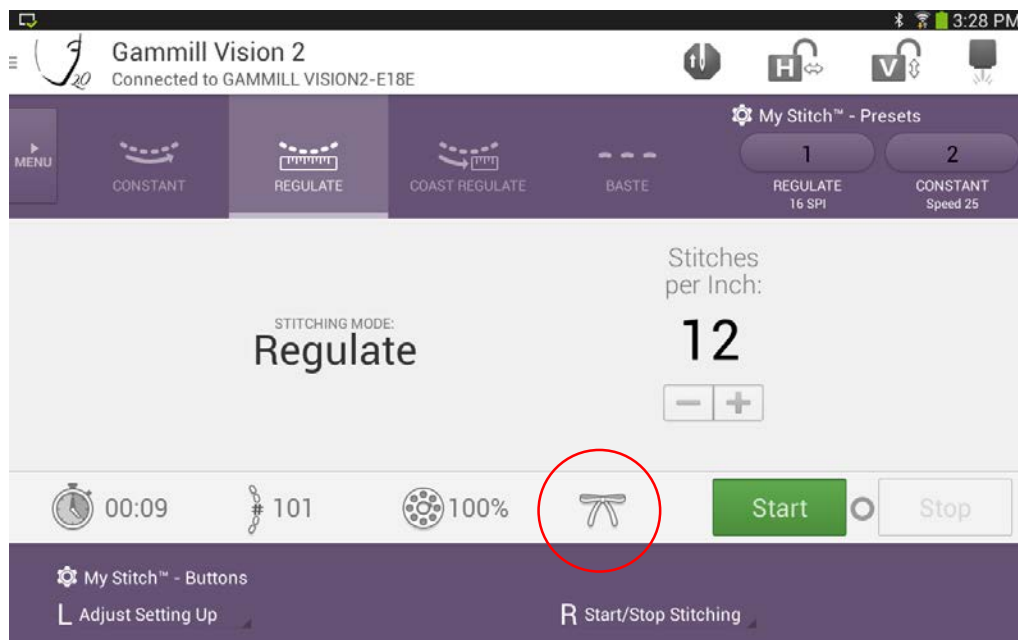 3:28 PM
Gammill Vision 2
Connected to GAMMILL VISION2-E18E
20
H
V
MENU
CONSTANT
REGULATE
COAST REGULATE
BASTE
My Stitch™ - Presets
1
2
REGULATE
16 SPI
CONSTANT
Speed 25
STITCHING MODE:
Regulate
Stitches
per Inch:
12
00:09
# 101
100%
Start
Stop
My Stitch™ - Buttons
L Adjust Setting Up
R Start/Stop Stitching